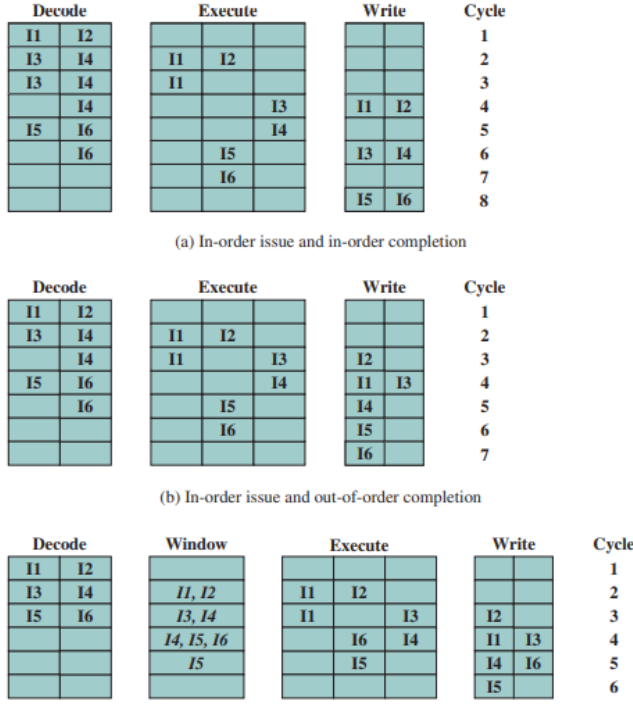 Decode Execute Write Cycle
I1 I2 1
I3 I4 I1 I2 2
I3 I4 I1 3
I4 I3 I1 I2 4
I5 I6 I4 5
I6 I5 I3 I4 6
I6 7
I5 I6 8
(a) In-order issue and in-order completion
Decode Execute Write Cycle
I1 I2 1
I3 I4 I1 I2 2
I4 I1 I3 I2 3
I5 I6 I4 I1 I3 4
I6 I5 I4 5
I6 I5 6
I6 7
(b) In-order issue and out-of-order completion
Decode Window Execute Write Cycle
I1 I2 1
I3 I4 I1, I2 I1 I2 2
I5 I6 I3, I4 I1 I3 I2 3
I4, I5, I6 I6 I4 I1 I3 4
I5 I5 I4 I6 5
I5 6